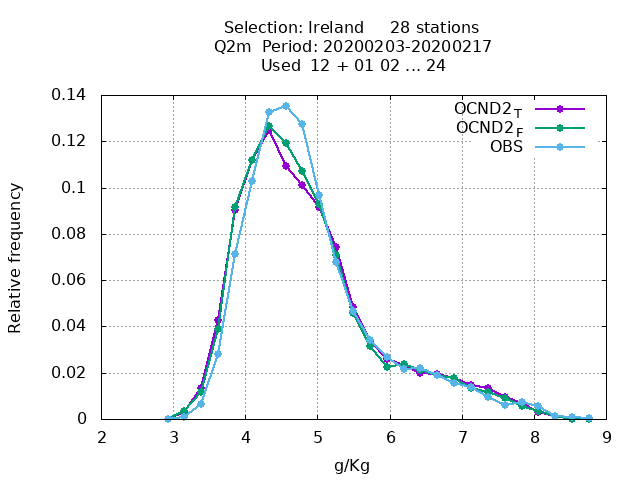 Selection: Ireland     28 stations
Q2m  Period: 20200203-20200217
Used  12 + 01 02 ... 24
OCND2T
OCND2F
OBS
Relative frequency
0.14
0.12
0.1
0.08
0.06
0.04
0.02
0
2 3 4 5 6 7 8 9
g/Kg